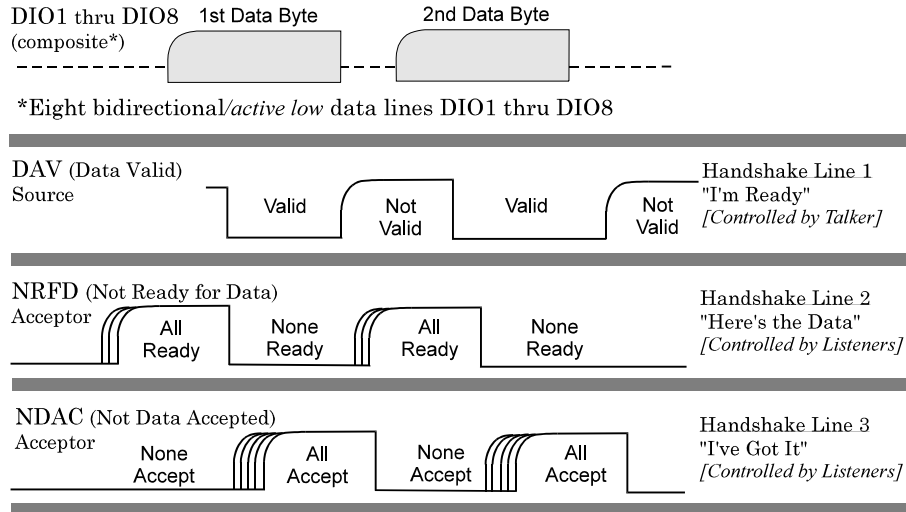 DIO1 thru DIO8
(composite*)
1st Data Byte
2nd Data Byte
*Eight bidirectional/active low data lines DIO1 thru DIO8
DAV (Data Valid)
Source
Valid
Not
Valid
Valid
Not
Valid
Handshake Line 1
"I'm Ready"
[Controlled by Talker]
NRFD (Not Ready for Data)
Acceptor
All
Ready
None
Ready
All
Ready
None
Ready
Handshake Line 2
"Here's the Data"
[Controlled by Listeners]
NDAC (Not Data Accepted)
Acceptor
None
Accept
All
Accept
None
Accept
All
Accept
Handshake Line 3
"I've Got It"
[Controlled by Listeners]